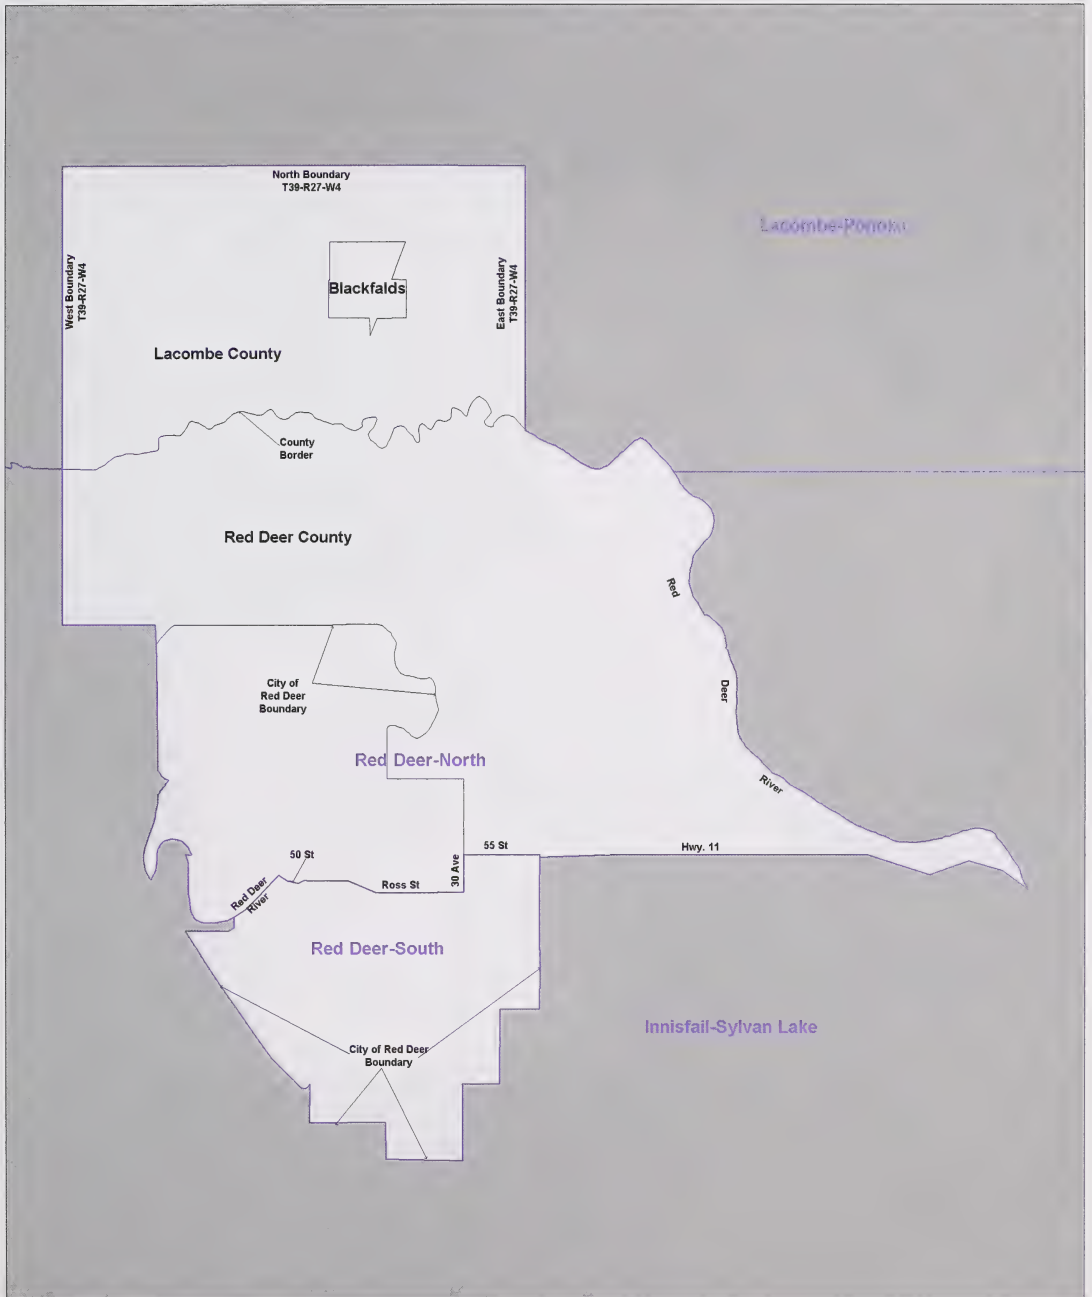 North Boundary
T39-R27-W4
Lacombe-Ponoka
West Boundary
T39-R27-W4
East Boundary
T39-R27-W4
Blackfalds
Lacombe County
County
Border
Red Deer County
Red
Deer
River
City of
Red Deer
Boundary
Red Deer-North
50 St
55 St
Hwy. 11
30 Ave
Ross St
Red Deer
River
Red Deer-South
Innisfail-Sylvan Lake
City of Red Deer
Boundary